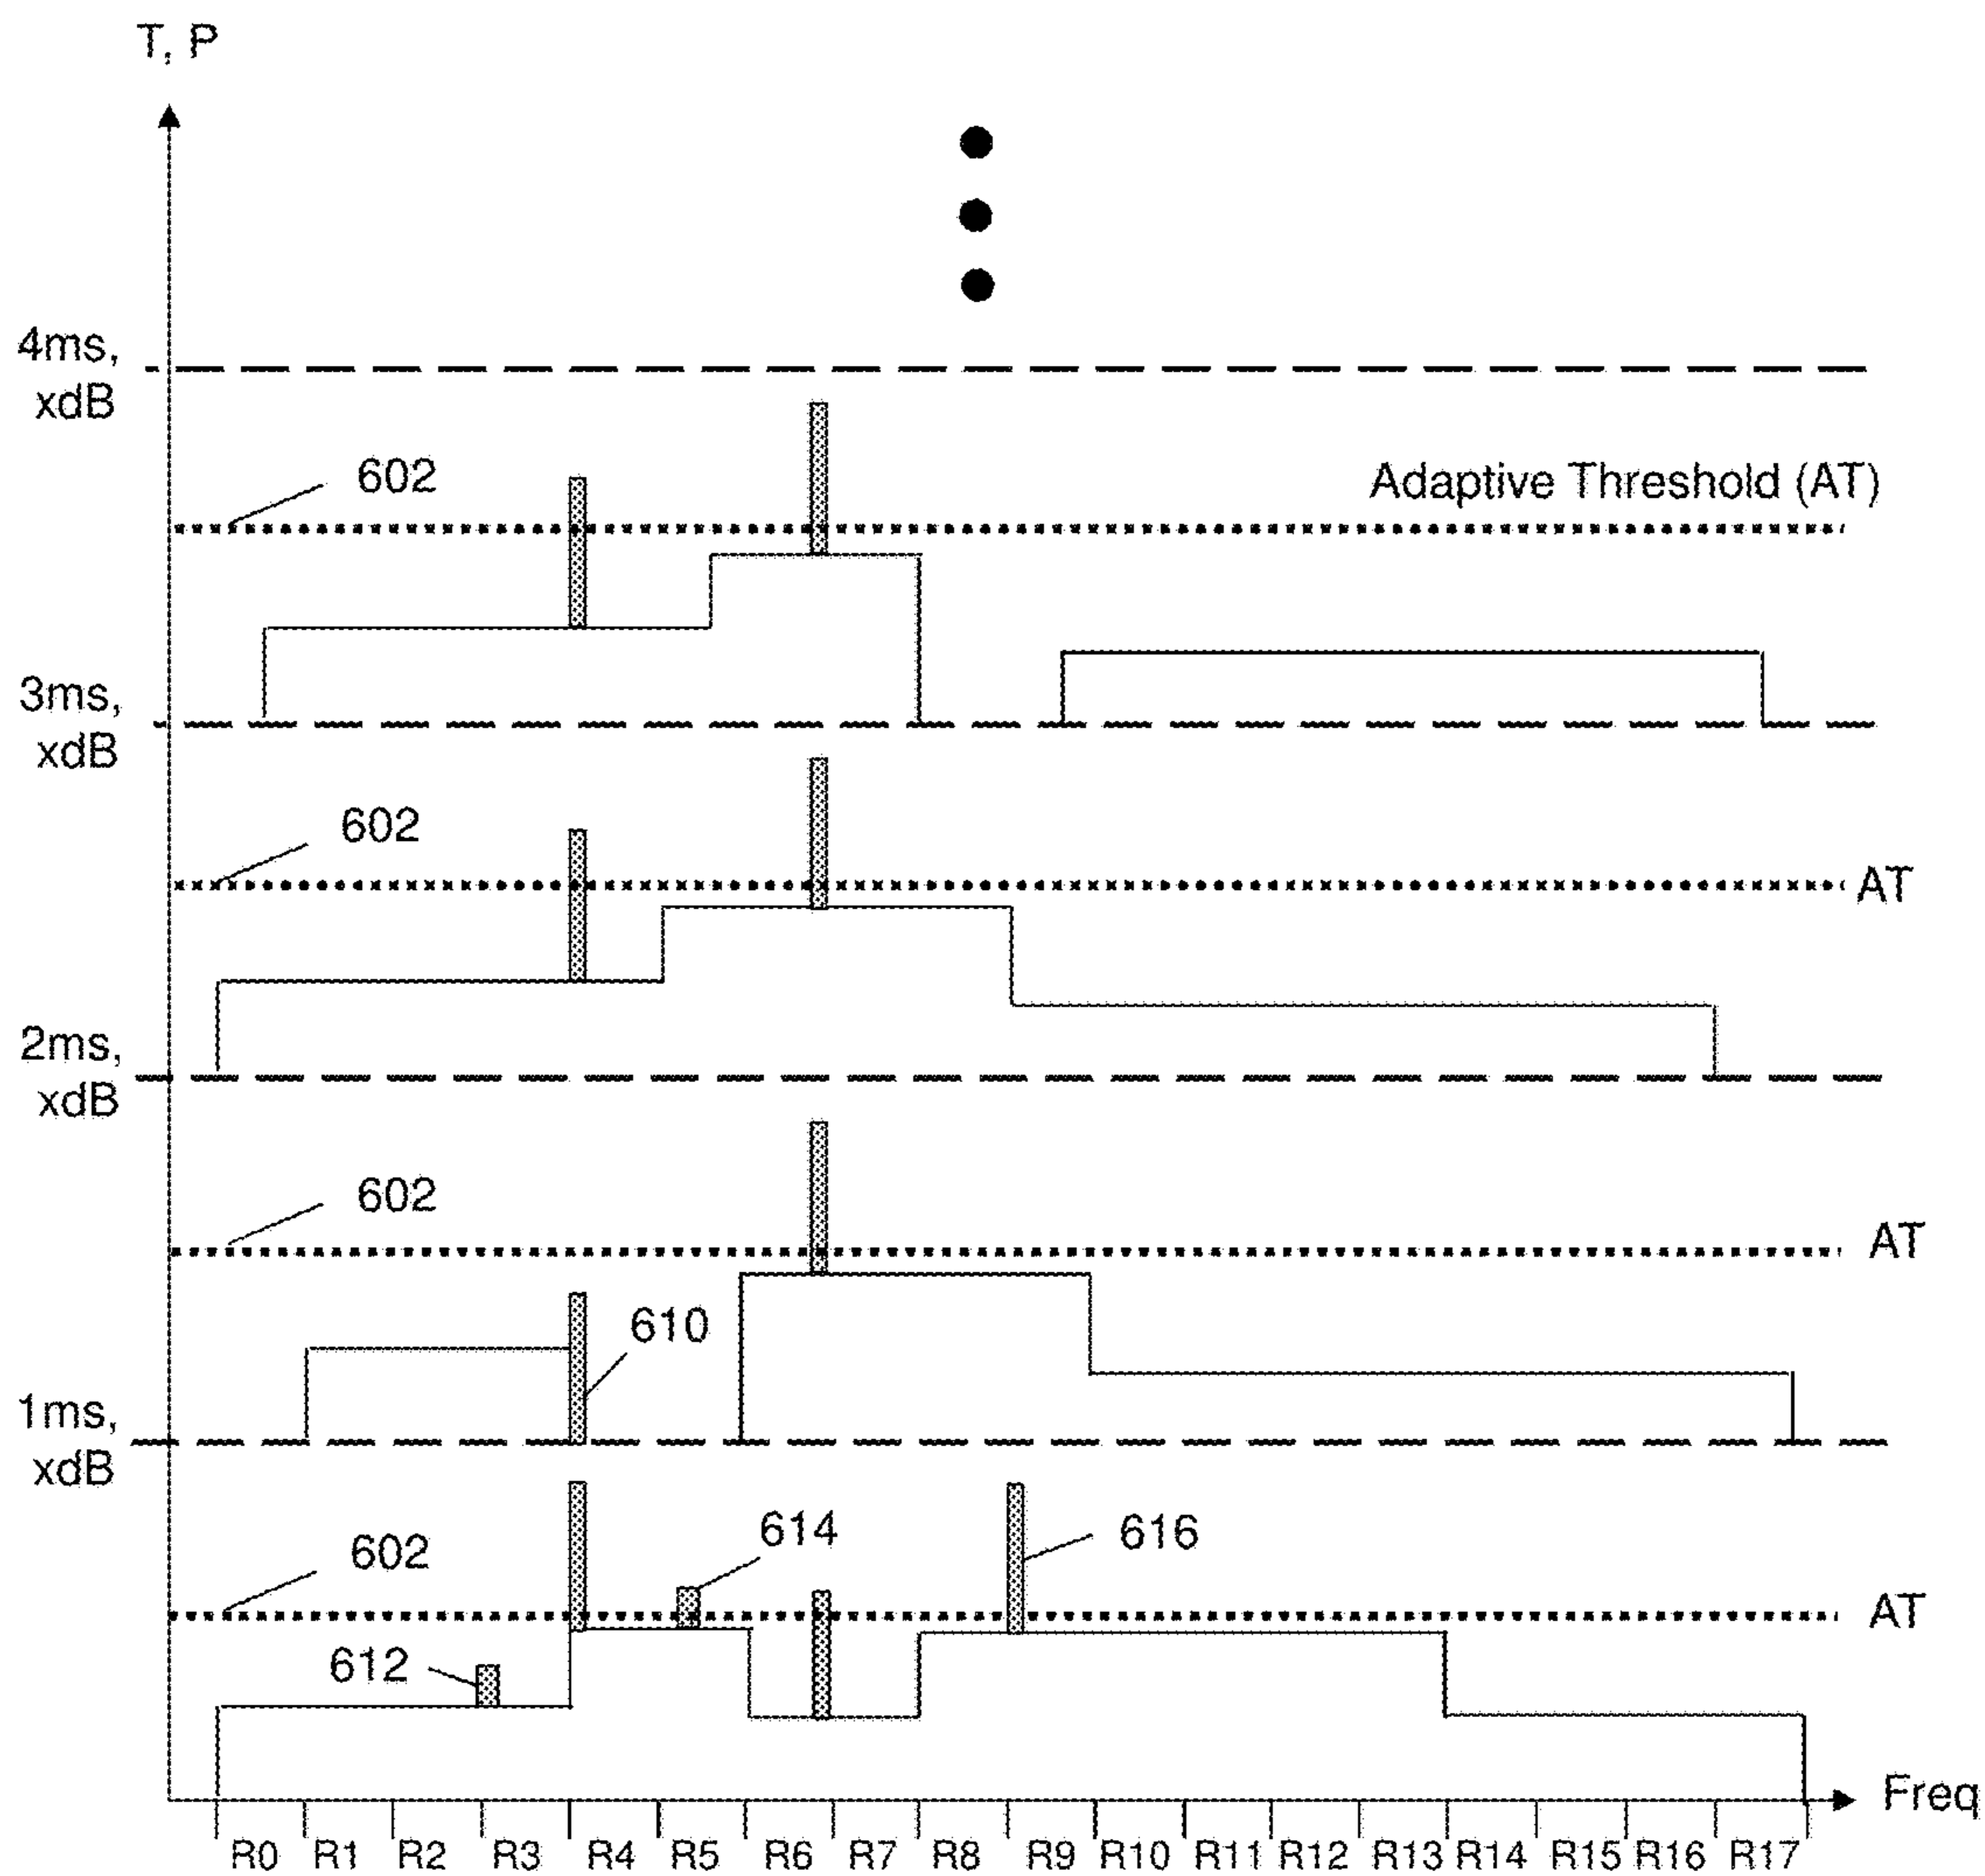 T, P
4ms,
xdB
602
Adaptive Threshold (AT)
3ms,
xdB
602
AT
2ms,
xdB
602
AT
610
1ms,
xdB
614
616
602
AT
612
Freq
R0 R1 R2 R3 R4 R5 R6 R7 R8 R9 R10 R11 R12 R13 R14 R15 R16 R17